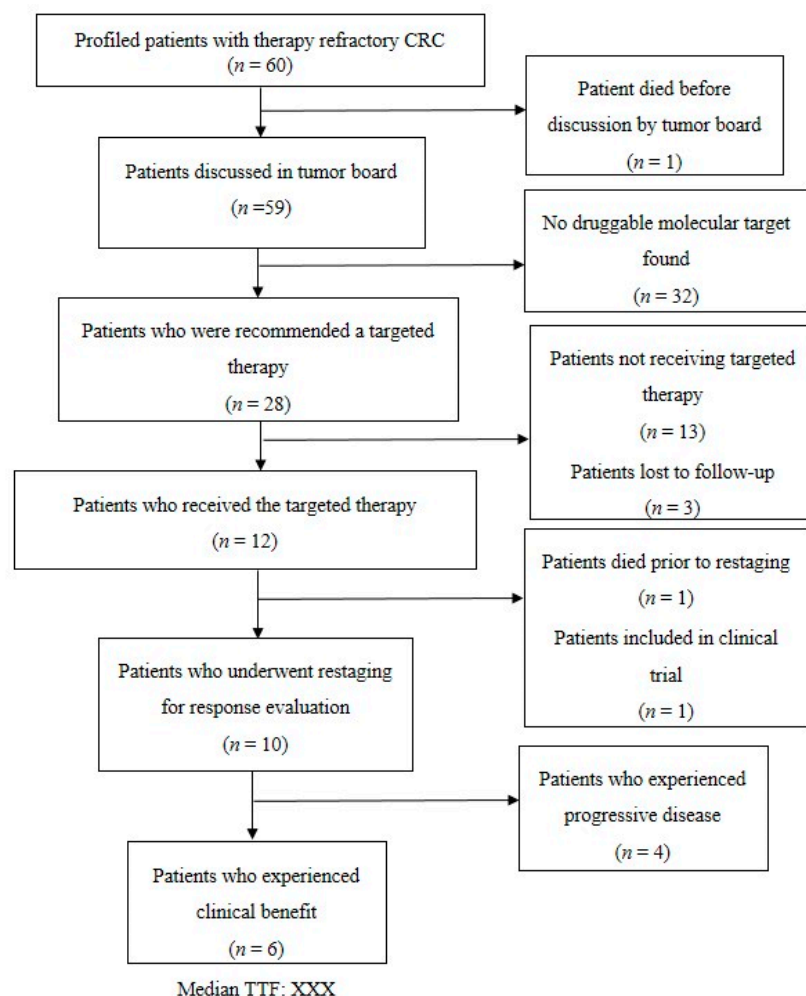 Profiled patients with therapy refractory CRC
(n = 60)
Patient died before
discussion by tumor board
(n = 1)
Patients discussed in tumor board
(n =59)
No druggable molecular target
found
(n = 32)
Patients who were recommended a targeted
therapy
(n = 28)
Patients not receiving targeted
therapy
(n = 13)
Patients lost to follow-up
(n = 3)
Patients who received the targeted therapy
(n = 12)
Patients died prior to restaging
(n = 1)
Patients included in clinical
trial
(n = 1)
Patients who underwent restaging
for response evaluation
(n = 10)
Patients who experienced
progressive disease
(n = 4)
Patients who experienced
clinical benefit
(n = 6)
Median TTF: XXX